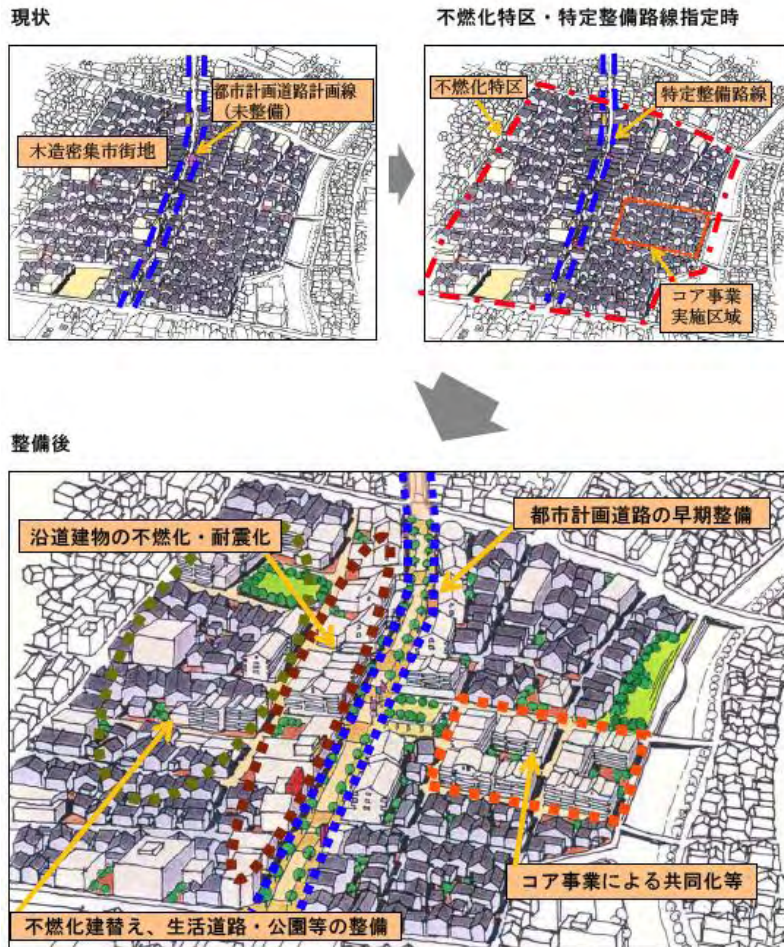 現状
不燃化特区・特定整備路線指定時
都市計画道路計画線
（未整備）
木造密集市街地
不燃化特区
特定整備路線
コア事業
実施区域
整備後
沿道建物の不燃化・耐震化
都市計画道路の早期整備
コア事業による共同化等
不燃化建替え、生活道路・公園等の整備